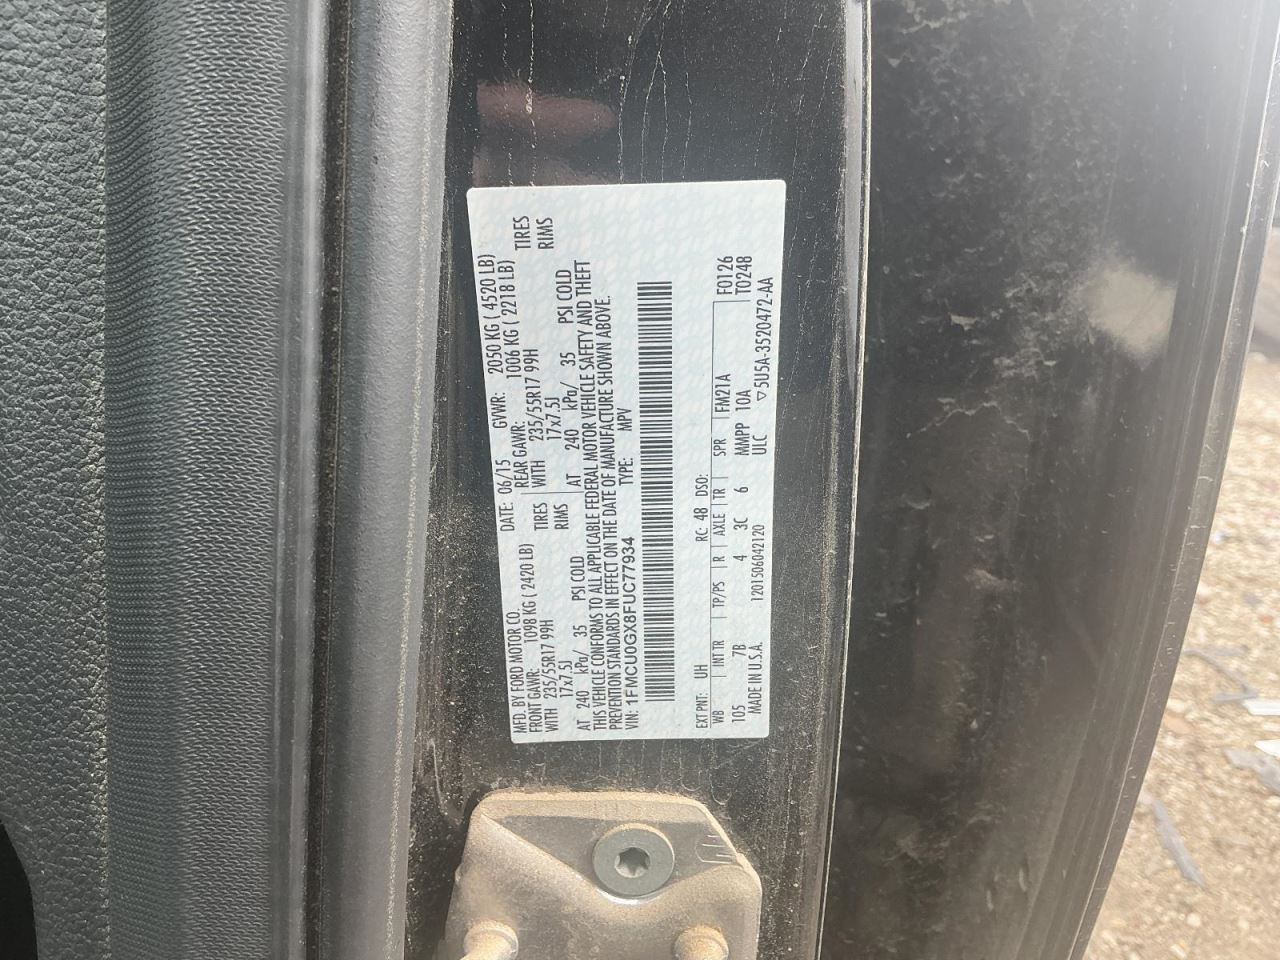 MFD. BY FORD MOTOR CO.
DATE: 06/15 GVWR: 2050 KG ( 4520 LB)
FRONT GAWR: 1098 KG ( 2420 LB) REAR GAWR: 1006 KG ( 2218 LB)
WITH 235/55R17 99H TIRES WITH 235/55R17 99H TIRES
17x7.5J RIMS 17x7.5J RIMS
AT 240 kPa/ 35 PSI COLD AT 240 kPa/ 35 PSI COLD
THIS VEHICLE CONFORMS TO ALL APPLICABLE FEDERAL MOTOR VEHICLE SAFETY AND THEFT
PREVENTION STANDARDS IN EFFECT ON THE DATE OF MANUFACTURE SHOWN ABOVE.
VIN: 1FMCU0GX8FUC77934 TYPE: MPV
EXT PNT: UH RC: 48 DSO: F0126
WB INT TR TP/PS R AXLE TR SPR FM21A T0248
105 7B 4 3C 6 MMPP 10A
MADE IN U.S.A. 1201506042120 ULC ▽5U5A-3520472-AA